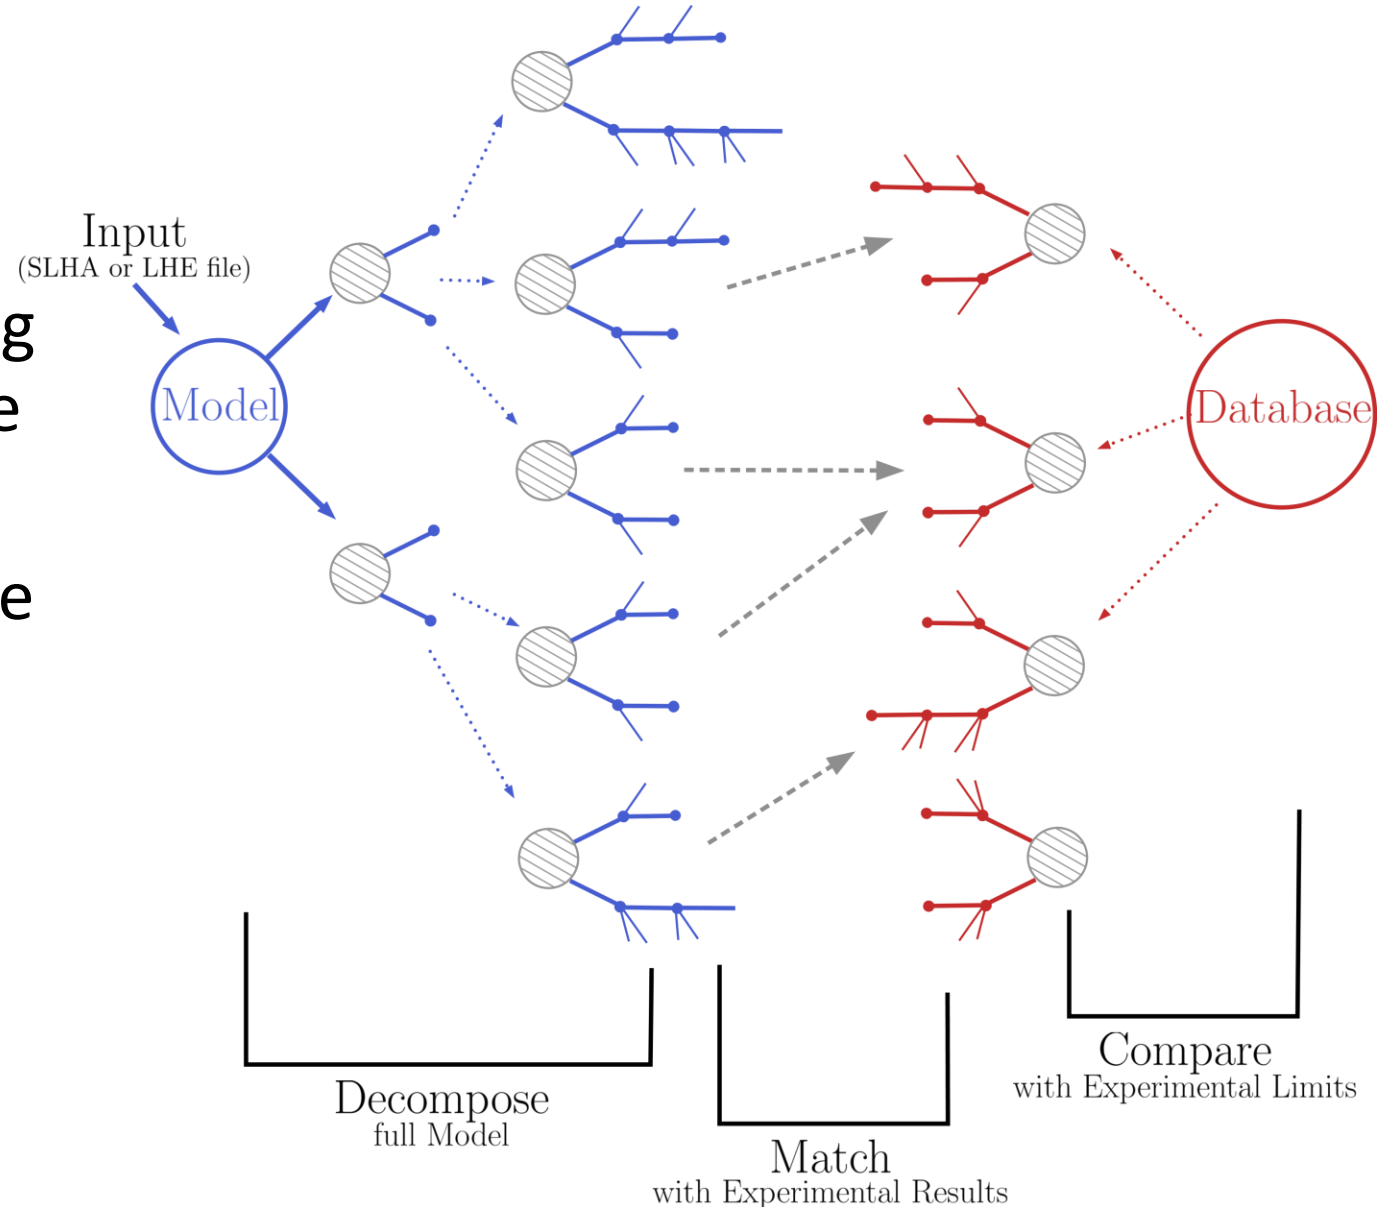 Input
(SLHA or LHE file)
g
e
Model
Database
e
Decompose
full Model
Match
with Experimental Results
Compare
with Experimental Limits